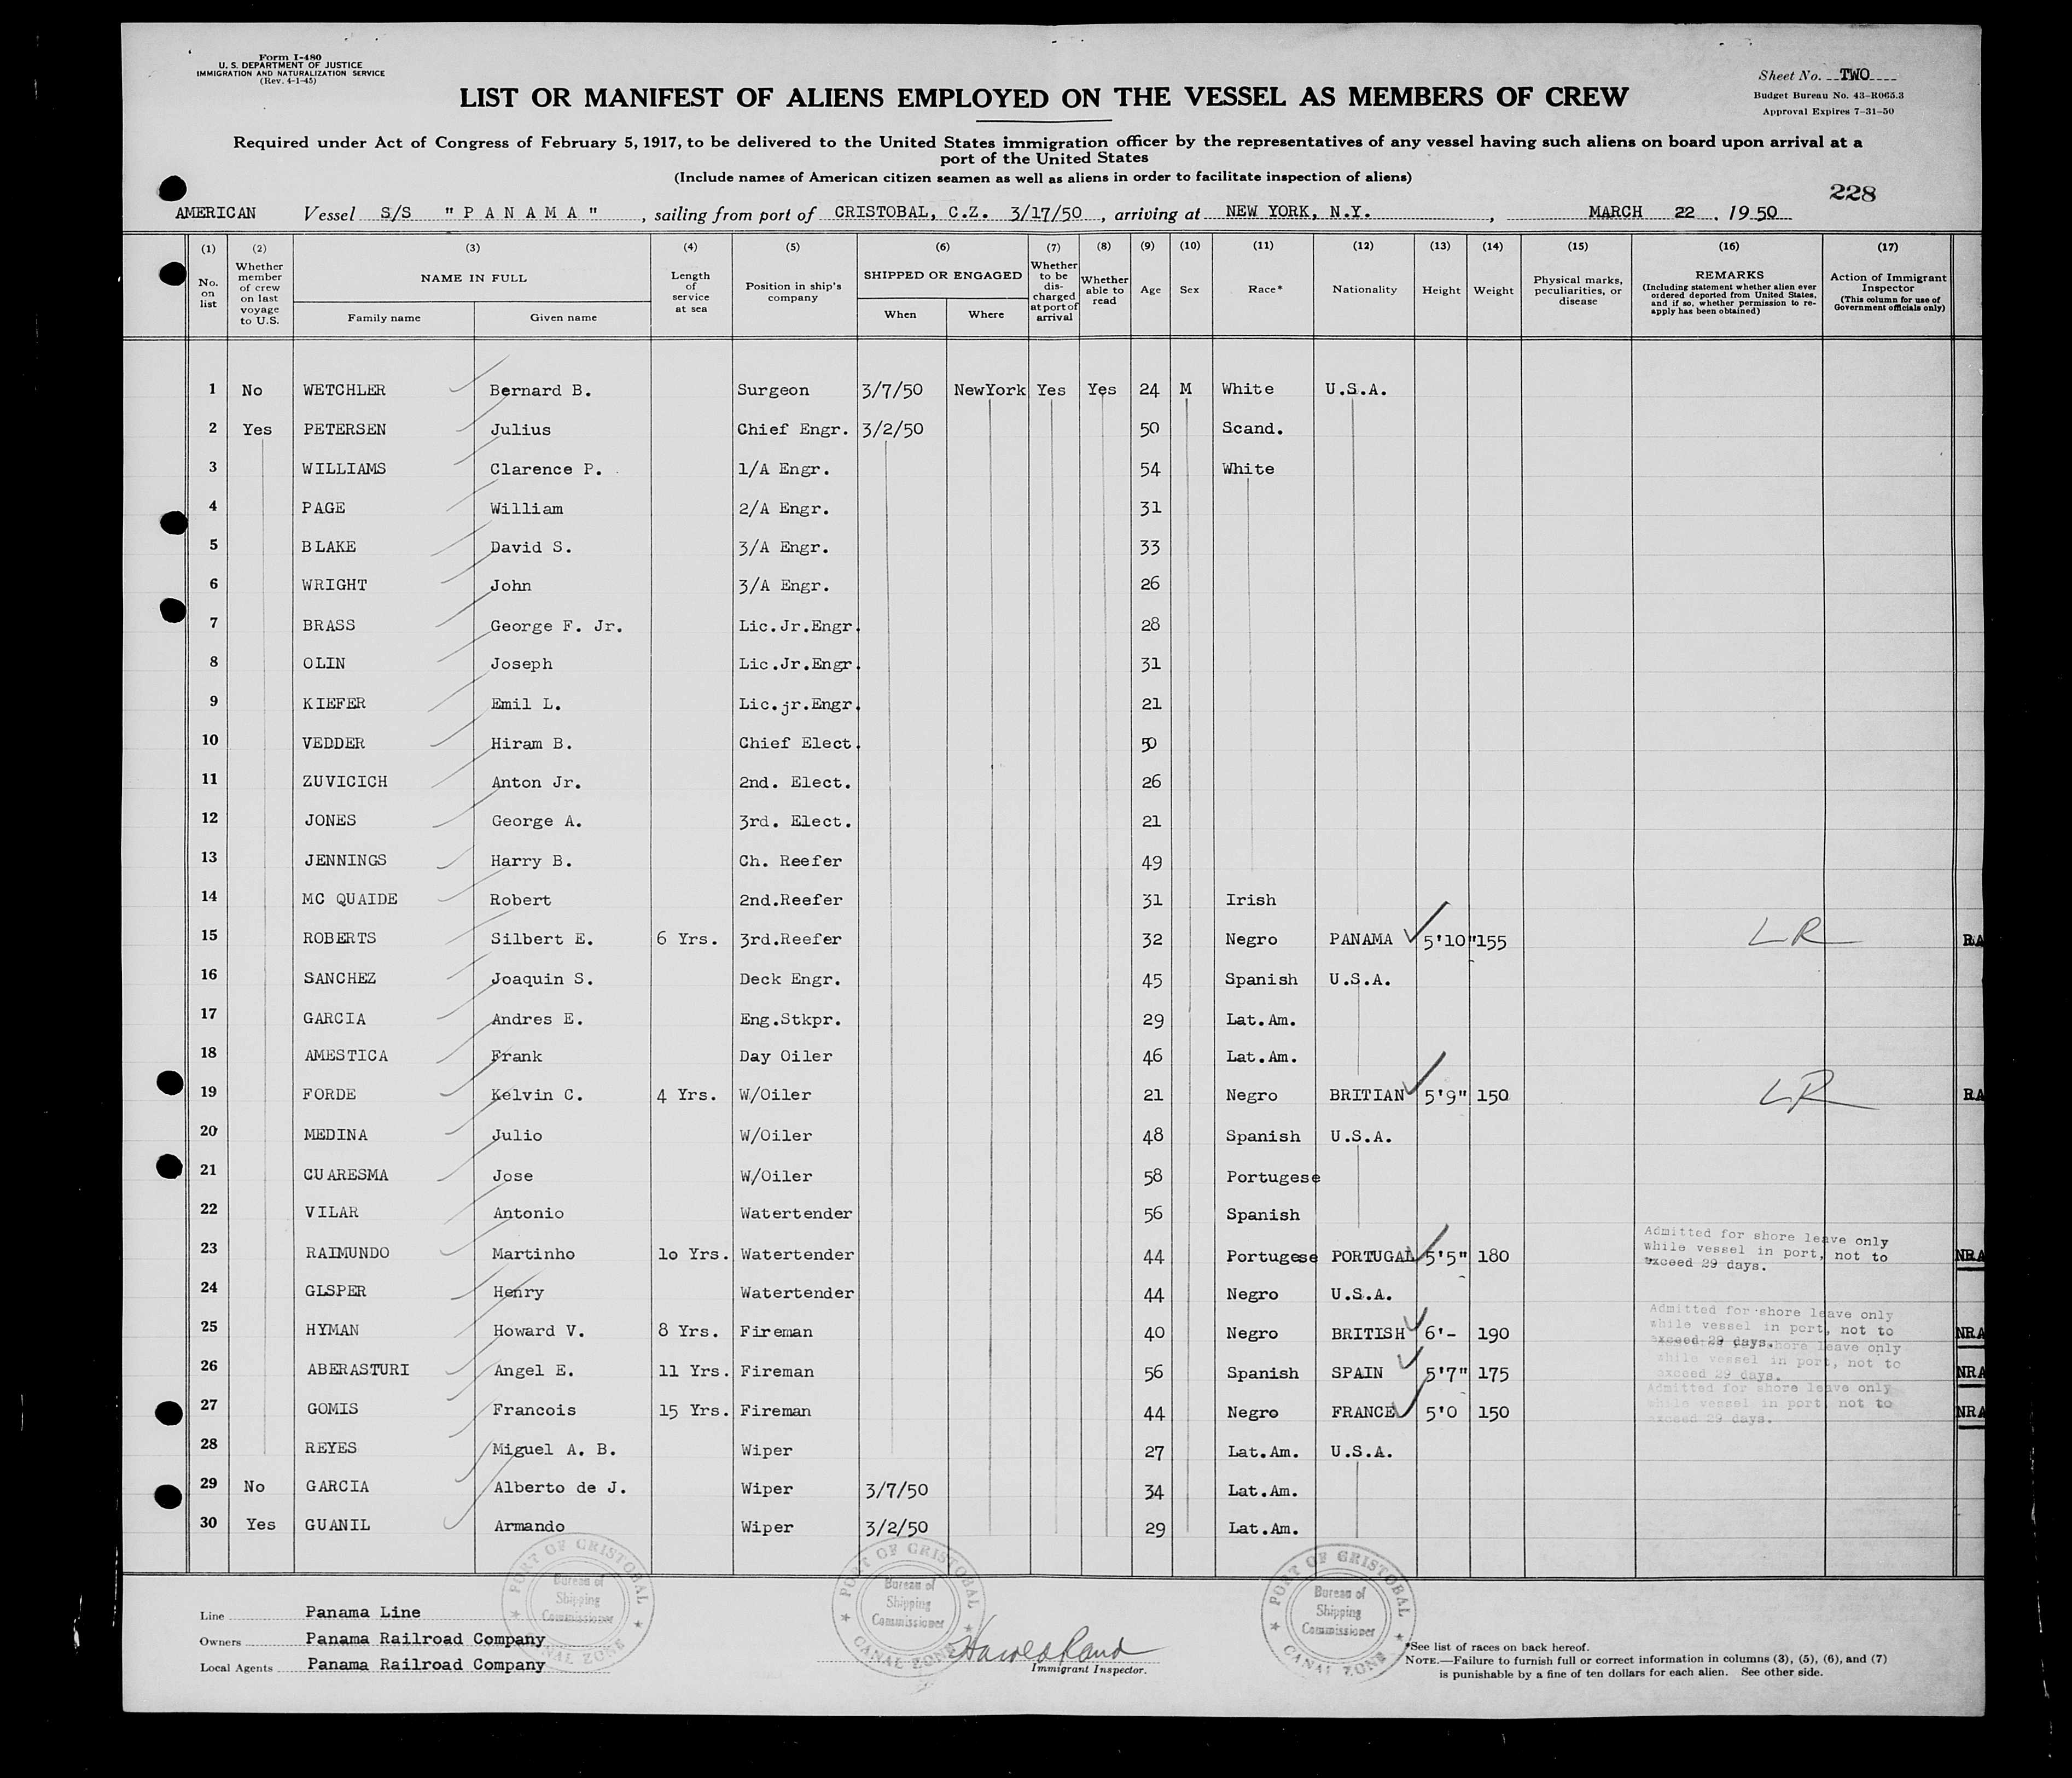 Form I-480
U. S. DEPARTMENT OF JUSTICE
IMMIGRATION AND NATURALIZATION SERVICE
(Rev. 4-1-45)
Sheet No. TWO
Budget Bureau No. 43-R065.3
Approval Expires 7-31-50
LIST OR MANIFEST OF ALIENS EMPLOYED ON THE VESSEL AS MEMBERS OF CREW
Required under Act of Congress of February 5, 1917, to be delivered to the United States immigration officer by the representatives of any vessel having such aliens on board upon arrival at a
port of the United States
(Include names of American citizen seamen as well as aliens in order to facilitate inspection of aliens)
228
AMERICAN Vessel S/S "P A N A M A", sailing from port of CRISTOBAL, C.Z. 3/17/50, arriving at NEW YORK, N.Y., MARCH 22, 1950
(1) (2) (3) (4) (5) (6) (7) (8) (9) (10) (11) (12) (13) (14) (15) (16) (17)
No. on list
Whether member of crew on last voyage to U.S.
NAME IN FULL
Family name
Given name
Length of service at sea
Position in ship's company
SHIPPED OR ENGAGED
When
Where
Whether to be discharged at port of arrival
Whether able to read
Age
Sex
Race*
Nationality
Height
Weight
Physical marks, peculiarities, or disease
REMARKS
(Including statement whether alien ever ordered deported from United States, and if so, whether permission to reapply has been obtained)
Action of Immigrant Inspector
(This column for use of Government officials only)
1 No WETCHLER Bernard B. Surgeon 3/7/50 NewYork Yes Yes 24 M White U.S.A.
2 Yes PETERSEN Julius Chief Engr. 3/2/50 50 Scand.
3 WILLIAMS Clarence P. 1/A Engr. 54 White
4 PAGE William 2/A Engr. 31
5 BLAKE David S. 3/A Engr. 33
6 WRIGHT John 3/A Engr. 26
7 BRASS George F. Jr. Lic.Jr.Engr. 28
8 OLIN Joseph Lic.Jr.Engr. 31
9 KIEFER Emil L. Lic.jr.Engr. 21
10 VEDDER Hiram B. Chief Elect. 50
11 ZUVICICH Anton Jr. 2nd. Elect. 26
12 JONES George A. 3rd. Elect. 21
13 JENNINGS Harry B. Ch. Reefer 49
14 MC QUAIDE Robert 2nd.Reefer 31 Irish
15 ROBERTS Silbert E. 6 Yrs. 3rd.Reefer 32 Negro PANAMA 5'10" 155 LR RA
16 SANCHEZ Joaquin S. Deck Engr. 45 Spanish U.S.A.
17 GARCIA Andres E. Eng.Stkpr. 29 Lat.Am.
18 AMESTICA Frank Day Oiler 46 Lat.Am.
19 FORDE Kelvin C. 4 Yrs. W/Oiler 21 Negro BRITIAN 5'9" 150 LR RA
20 MEDINA Julio W/Oiler 48 Spanish U.S.A.
21 CUARESMA Jose W/Oiler 58 Portugese
22 VILAR Antonio Watertender 56 Spanish
23 RAIMUNDO Martinho 1o Yrs. Watertender 44 Portugese PORTUGAL 5'5" 180 NRA
Admitted for shore leave only
while vessel in port, not to
exceed 29 days.
24 GLSPER Henry Watertender 44 Negro U.S.A.
25 HYMAN Howard V. 8 Yrs. Fireman 40 Negro BRITISH 6'- 190 NRA
Admitted for shore leave only
while vessel in port, not to
exceed 29 days.
26 ABERASTURI Angel E. 11 Yrs. Fireman 56 Spanish SPAIN 5'7" 175 NRA
shore leave only
while vessel in port, not to
exceed 29 days.
27 GOMIS Francois 15 Yrs. Fireman 44 Negro FRANCE 5'0 150 NRA
Admitted for shore leave only
while vessel in port, not to
exceed 29 days.
28 REYES Miguel A. B. Wiper 27 Lat.Am. U.S.A.
29 No GARCIA Alberto de J. Wiper 3/7/50 34 Lat.Am.
30 Yes GUANIL Armando Wiper 3/2/50 29 Lat.Am.
PORT OF CRISTOBAL
Bureau of
Shipping
Commissioner
CANAL ZONE
PORT OF CRISTOBAL
Bureau of
Shipping
Commissioner
CANAL ZONE
PORT OF CRISTOBAL
Bureau of
Shipping
Commissioner
CANAL ZONE
Line Panama Line
Owners Panama Railroad Company
Local Agents Panama Railroad Company
Immigrant Inspector.
*See list of races on back hereof.
NOTE.—Failure to furnish full or correct information in columns (3), (5), (6), and (7)
is punishable by a fine of ten dollars for each alien. See other side.